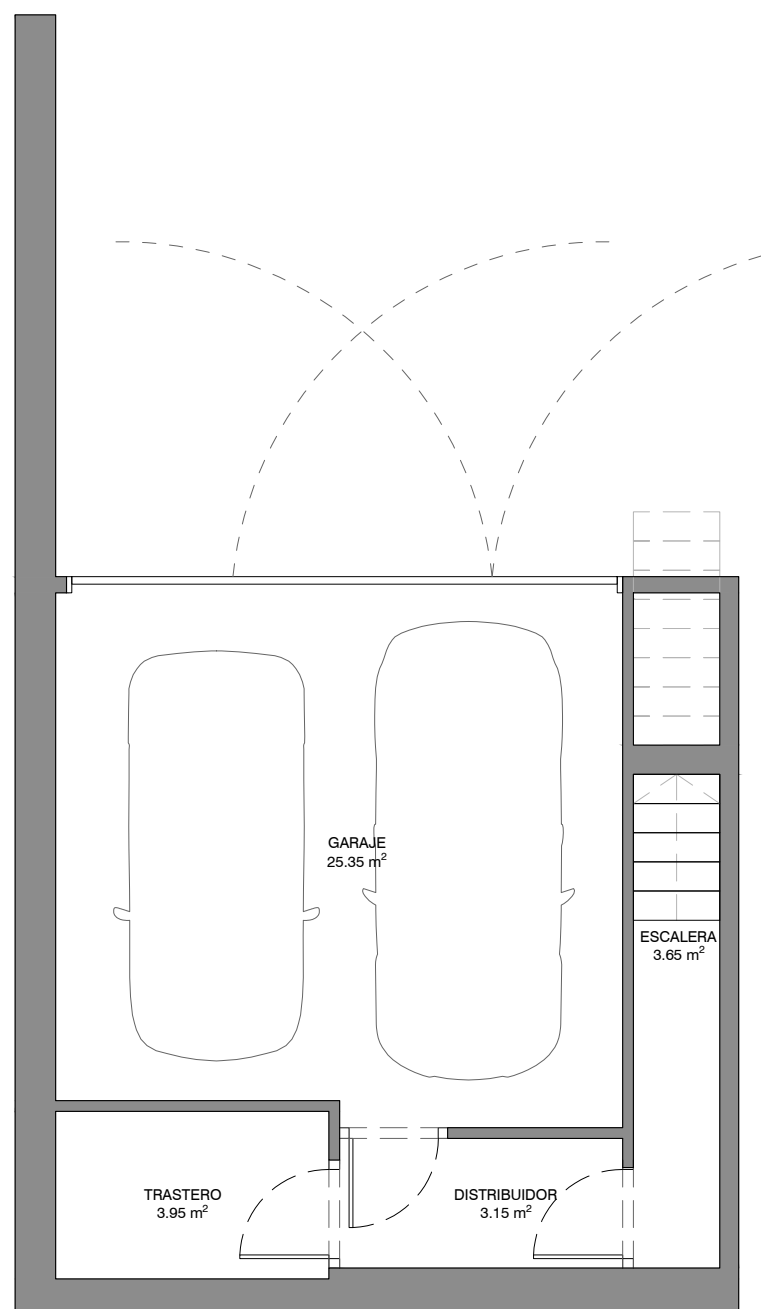 GARAJE
25.35 m²
ESCALERA
3.65 m²
TRASTERO
3.95 m²
DISTRIBUIDOR
3.15 m²